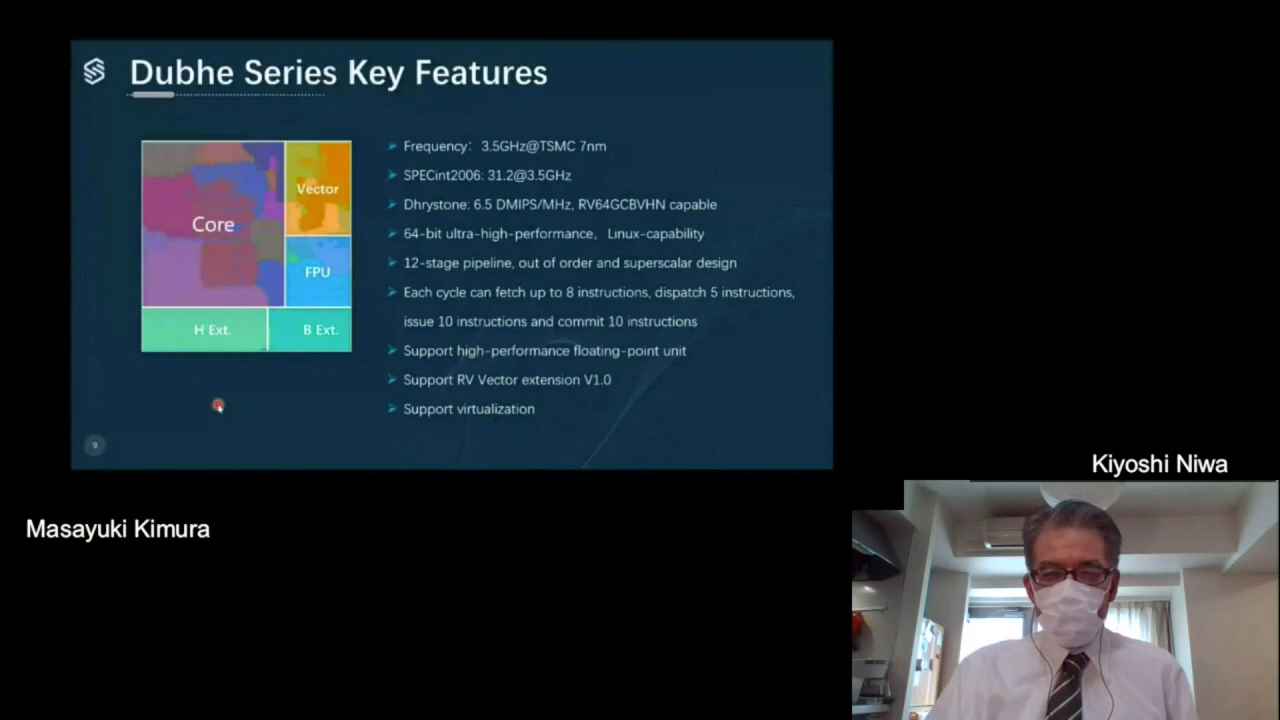 Dubhe Series Key Features
Core
Vector
FPU
H Ext.
B Ext.
Frequency: 3.5GHz@TSMC 7nm
SPECint2006: 31.2@3.5GHz
Dhrystone: 6.5 DMIPS/MHz, RV64GCBVHN capable
64-bit ultra-high-performance, Linux-capability
12-stage pipeline, out of order and superscalar design
Each cycle can fetch up to 8 instructions, dispatch 5 instructions,
issue 10 instructions and commit 10 instructions
Support high-performance floating-point unit
Support RV Vector extension V1.0
Support virtualization
9
Kiyoshi Niwa
Masayuki Kimura